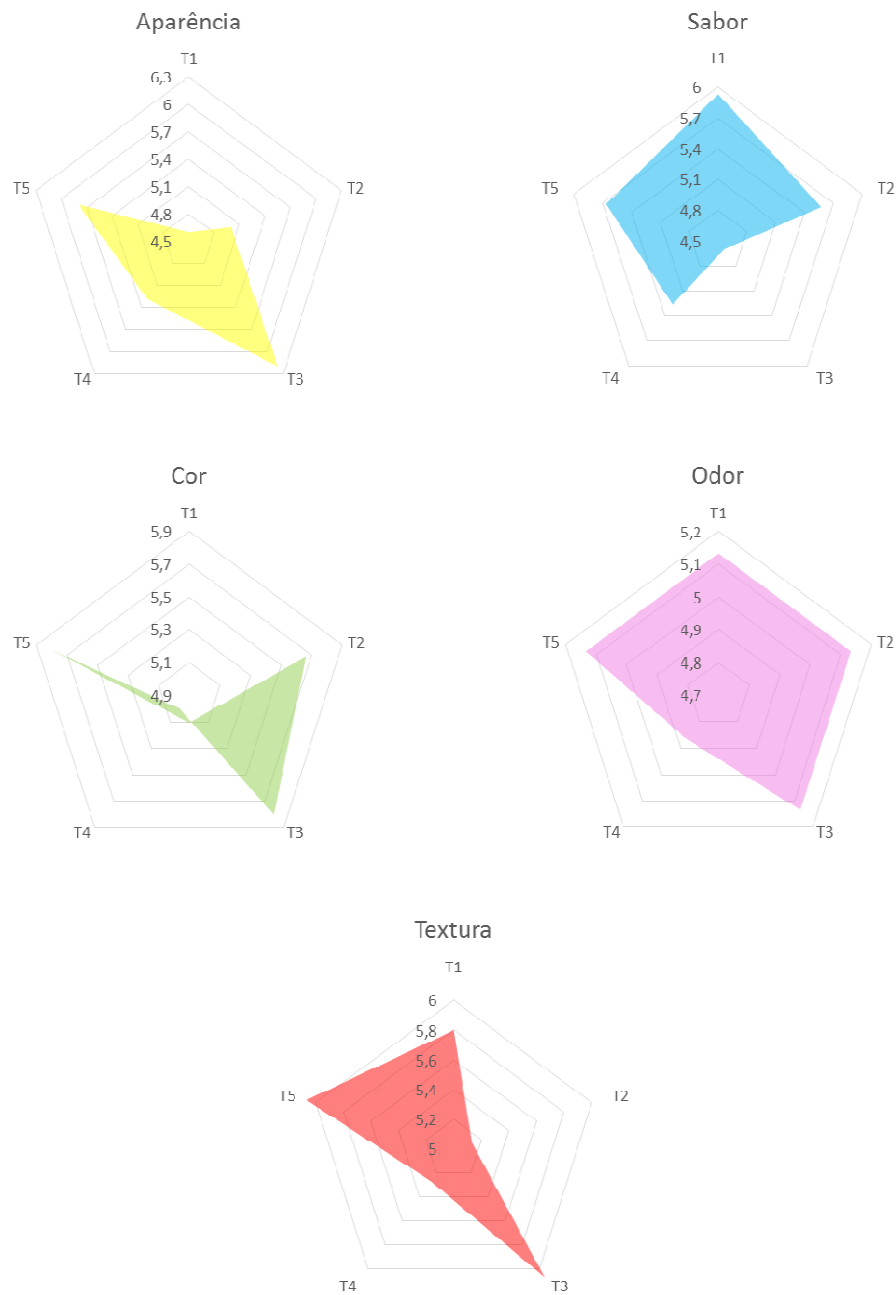 Aparência
T1
6,3
6
5,7
5,4
5,1
4,8
4,5
T5
T2
T4
T3
Sabor
T1
6
5,7
5,4
5,1
4,8
4,5
T5
T2
T4
T3
Cor
T1
5,9
5,7
5,5
5,3
5,1
4,9
T5
T2
T4
T3
Odor
T1
5,2
5,1
5
4,9
4,8
4,7
T5
T2
T4
T3
Textura
T1
6
5,8
5,6
5,4
5,2
5
T5
T2
T4
T3